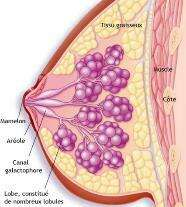 Tissu graisseux
Muscle
Côte
Mamelon
Aréole
Canal
galactophore
Lobe, constitué
de nombreux lobules